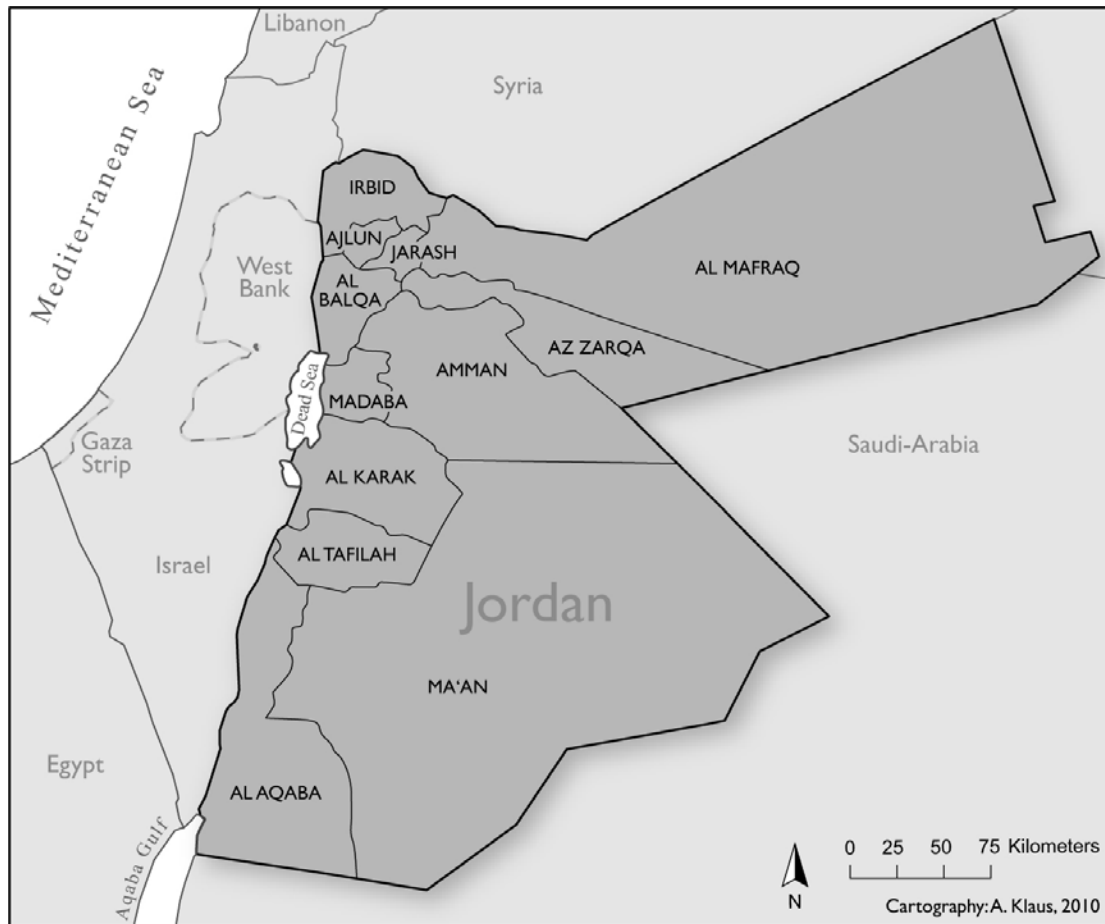 Libanon
Mediterranean Sea
Syria
IRBID
AJLUN
JARASH
West
Bank
AL
BALQA
AL MAFRAQ
AZ ZARQA
AMMAN
Dead Sea
MADABA
Gaza
Strip
Saudi-Arabia
AL KARAK
AL TAFILAH
Israel
Jordan
MA‘AN
Egypt
AL AQABA
Aqaba Gulf
N
0 25 50 75 Kilometers
Cartography: A. Klaus, 2010